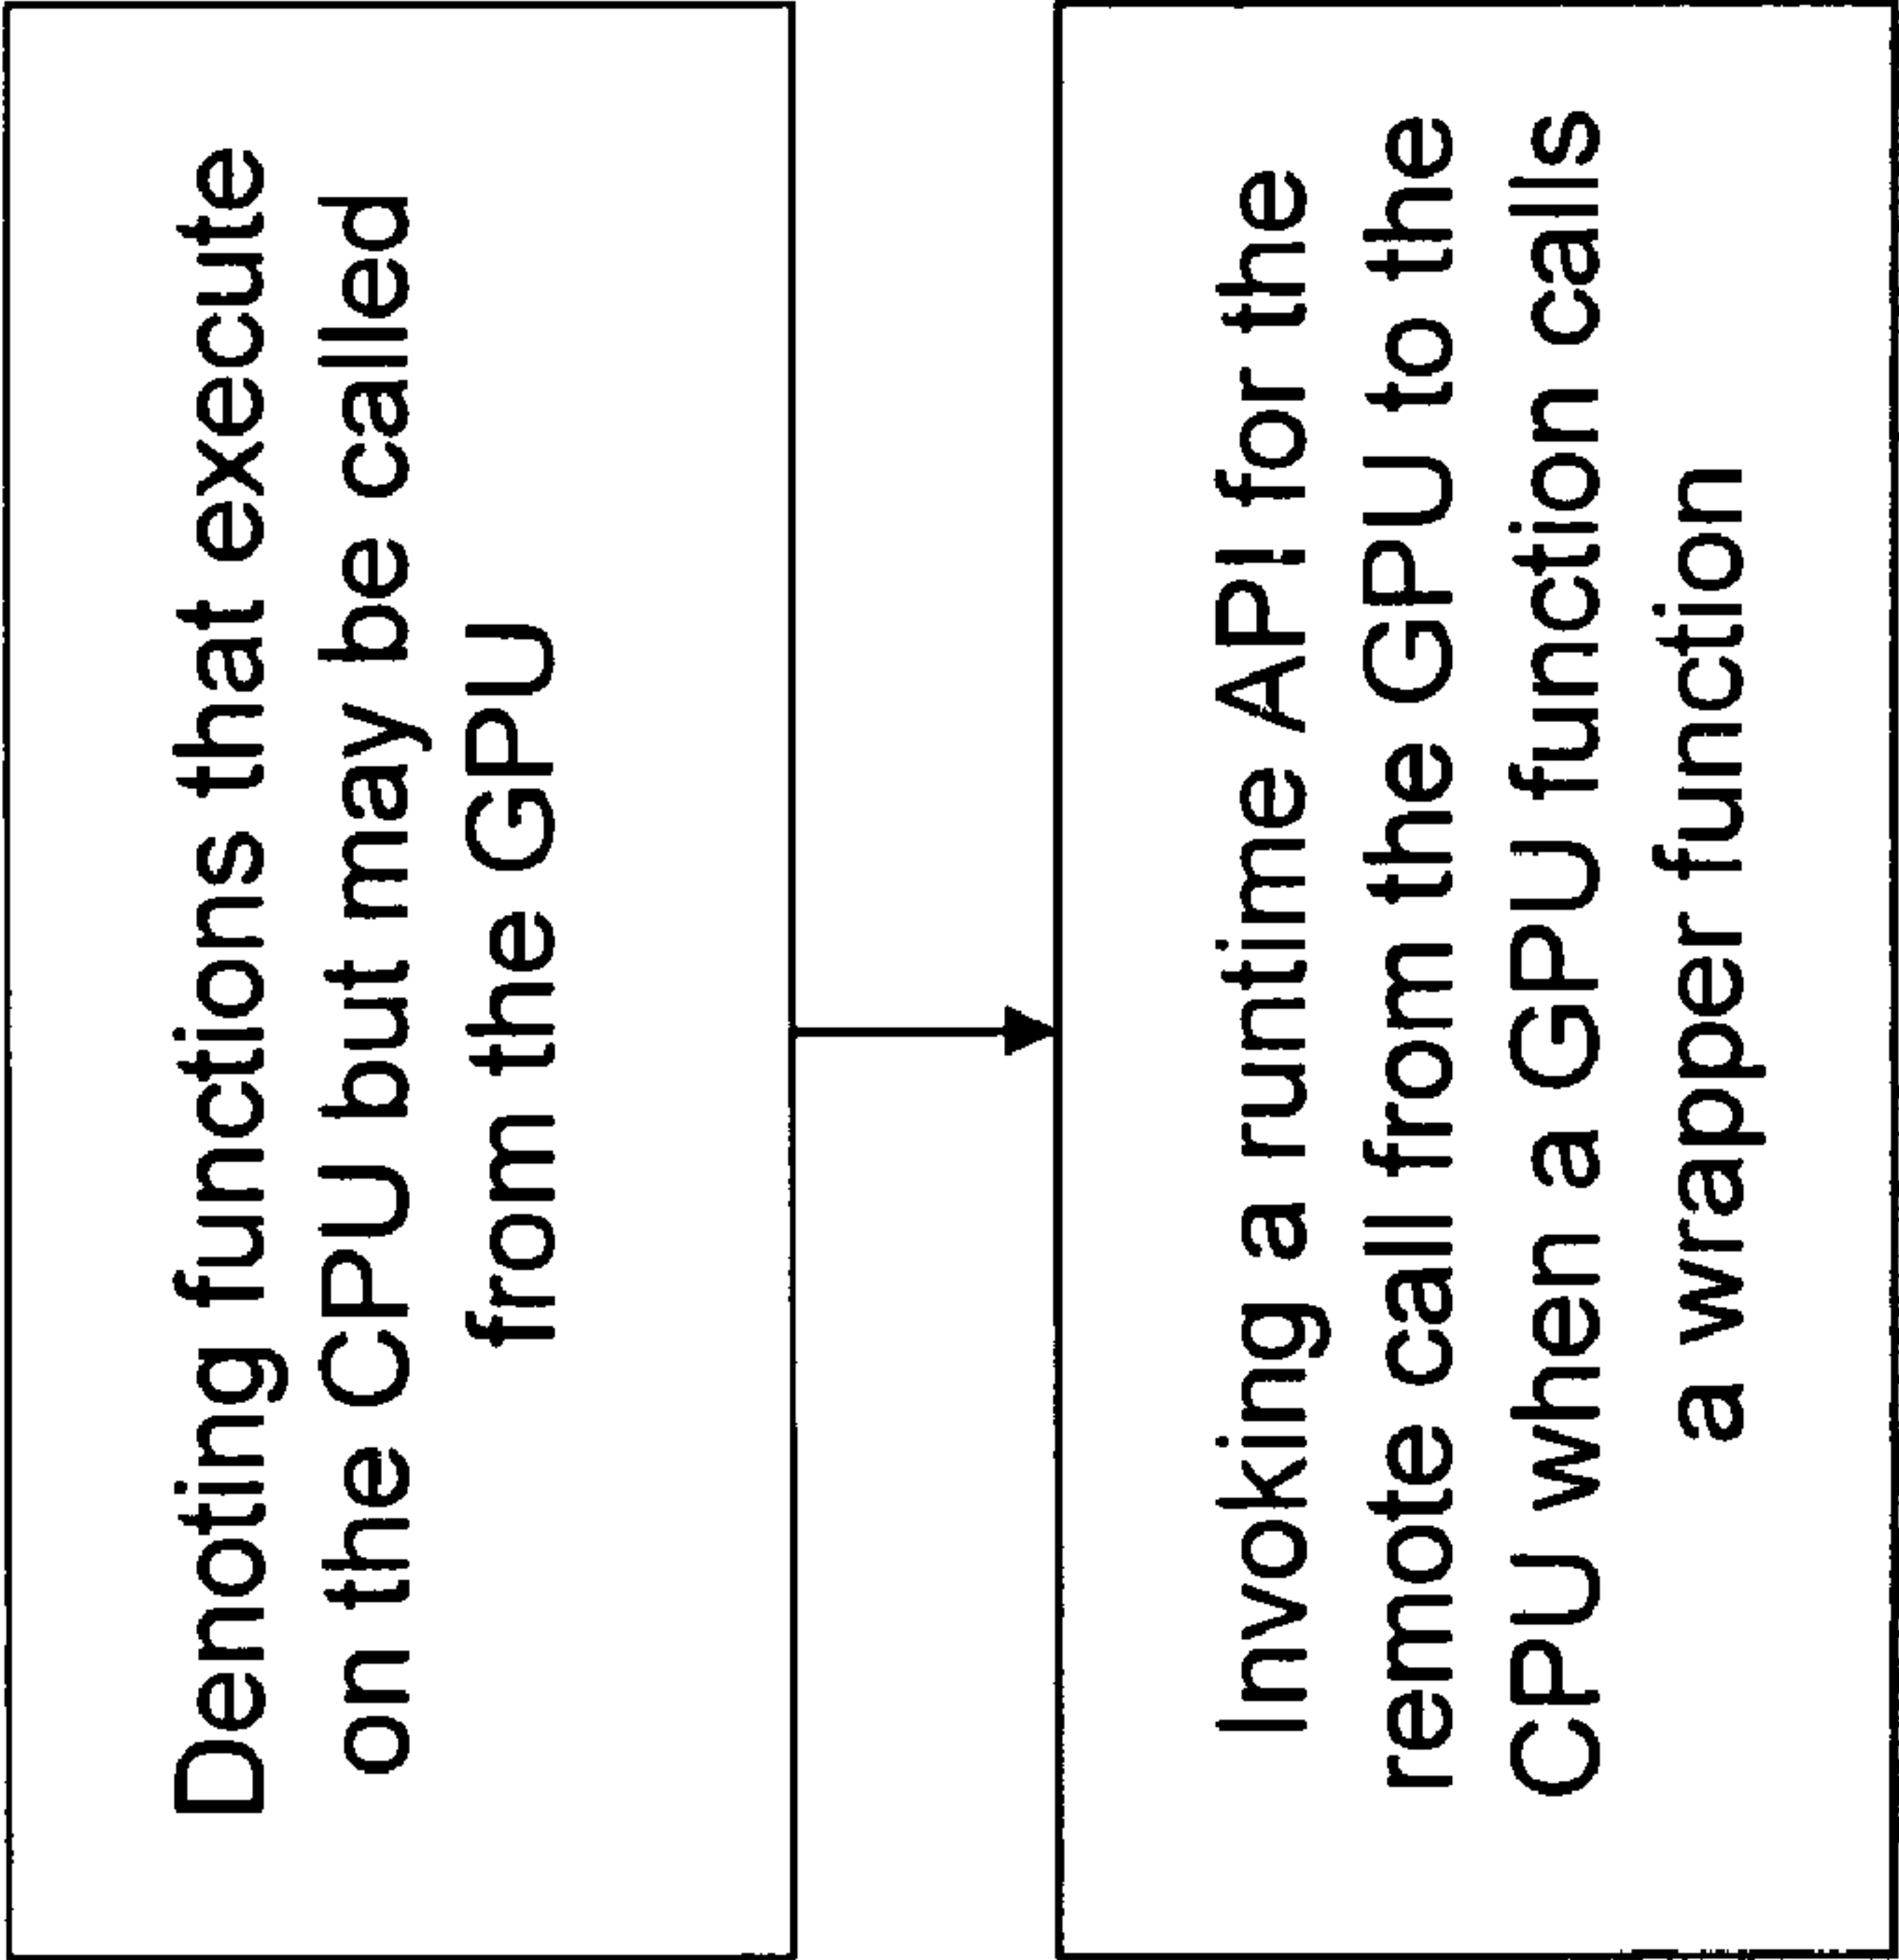 Denoting functions that execute
on the CPU but may be called
from the GPU
Invoking a runtime API for the
remote call from the GPU to the
CPU when a GPU function calls
a wrapper function